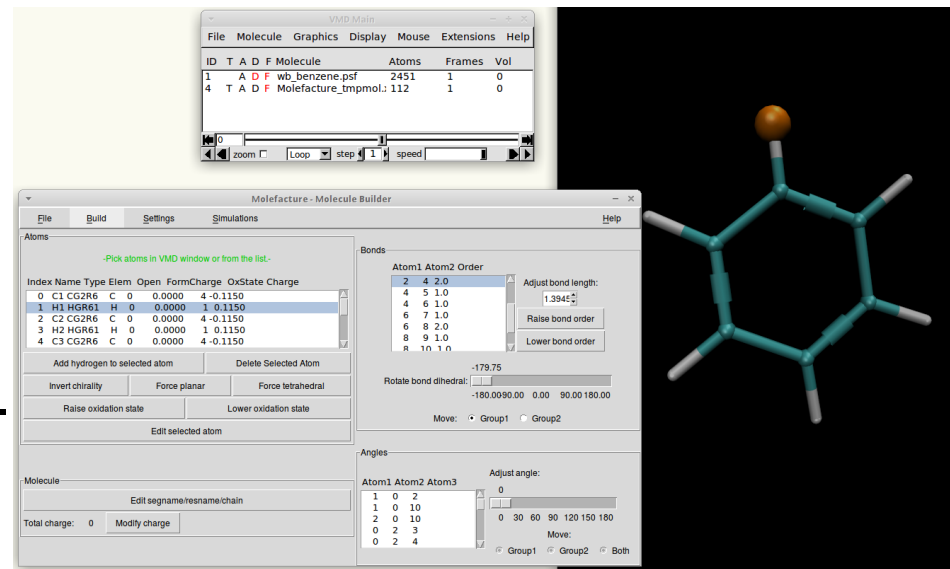 VMD Main
File Molecule Graphics Display Mouse Extensions Help
ID T A D F Molecule Atoms Frames Vol
1 A D F wb_benzene.psf 2451 1 0
4 T A D F Molefacture_tmpmol.: 112 1 0
0
zoom Loop step 1 speed
Molefacture - Molecule Builder
File Build Settings Simulations Help
Atoms
-Pick atoms in VMD window or from the list.-
Index Name Type Elem Open FormCharge OxState Charge
0 C1 CG2R6 C 0 0.0000 4 -0.1150
1 H1 HGR61 H 0 0.0000 1 0.1150
2 C2 CG2R6 C 0 0.0000 4 -0.1150
3 H2 HGR61 H 0 0.0000 1 0.1150
4 C3 CG2R6 C 0 0.0000 4 -0.1150
Add hydrogen to selected atom Delete Selected Atom
Invert chirality Force planar Force tetrahedral
Raise oxidation state Lower oxidation state
Edit selected atom
Molecule
Edit segname/resname/chain
Total charge: 0 Modify charge
Bonds
Atom1 Atom2 Order
2 4 2.0
4 5 1.0
4 6 1.0
6 7 1.0
6 8 2.0
8 9 1.0
8 10 1.0
Adjust bond length:
1.3945
Raise bond order
Lower bond order
-179.75
Rotate bond dihedral:
-180.00 90.00 0.00 90.00 180.00
Move: Group1 Group2
Angles
Atom1 Atom2 Atom3
1 0 2
1 0 10
2 0 10
0 2 3
0 2 4
Adjust angle:
0
0 30 60 90 120 150 180
Move:
Group1 Group2 Both